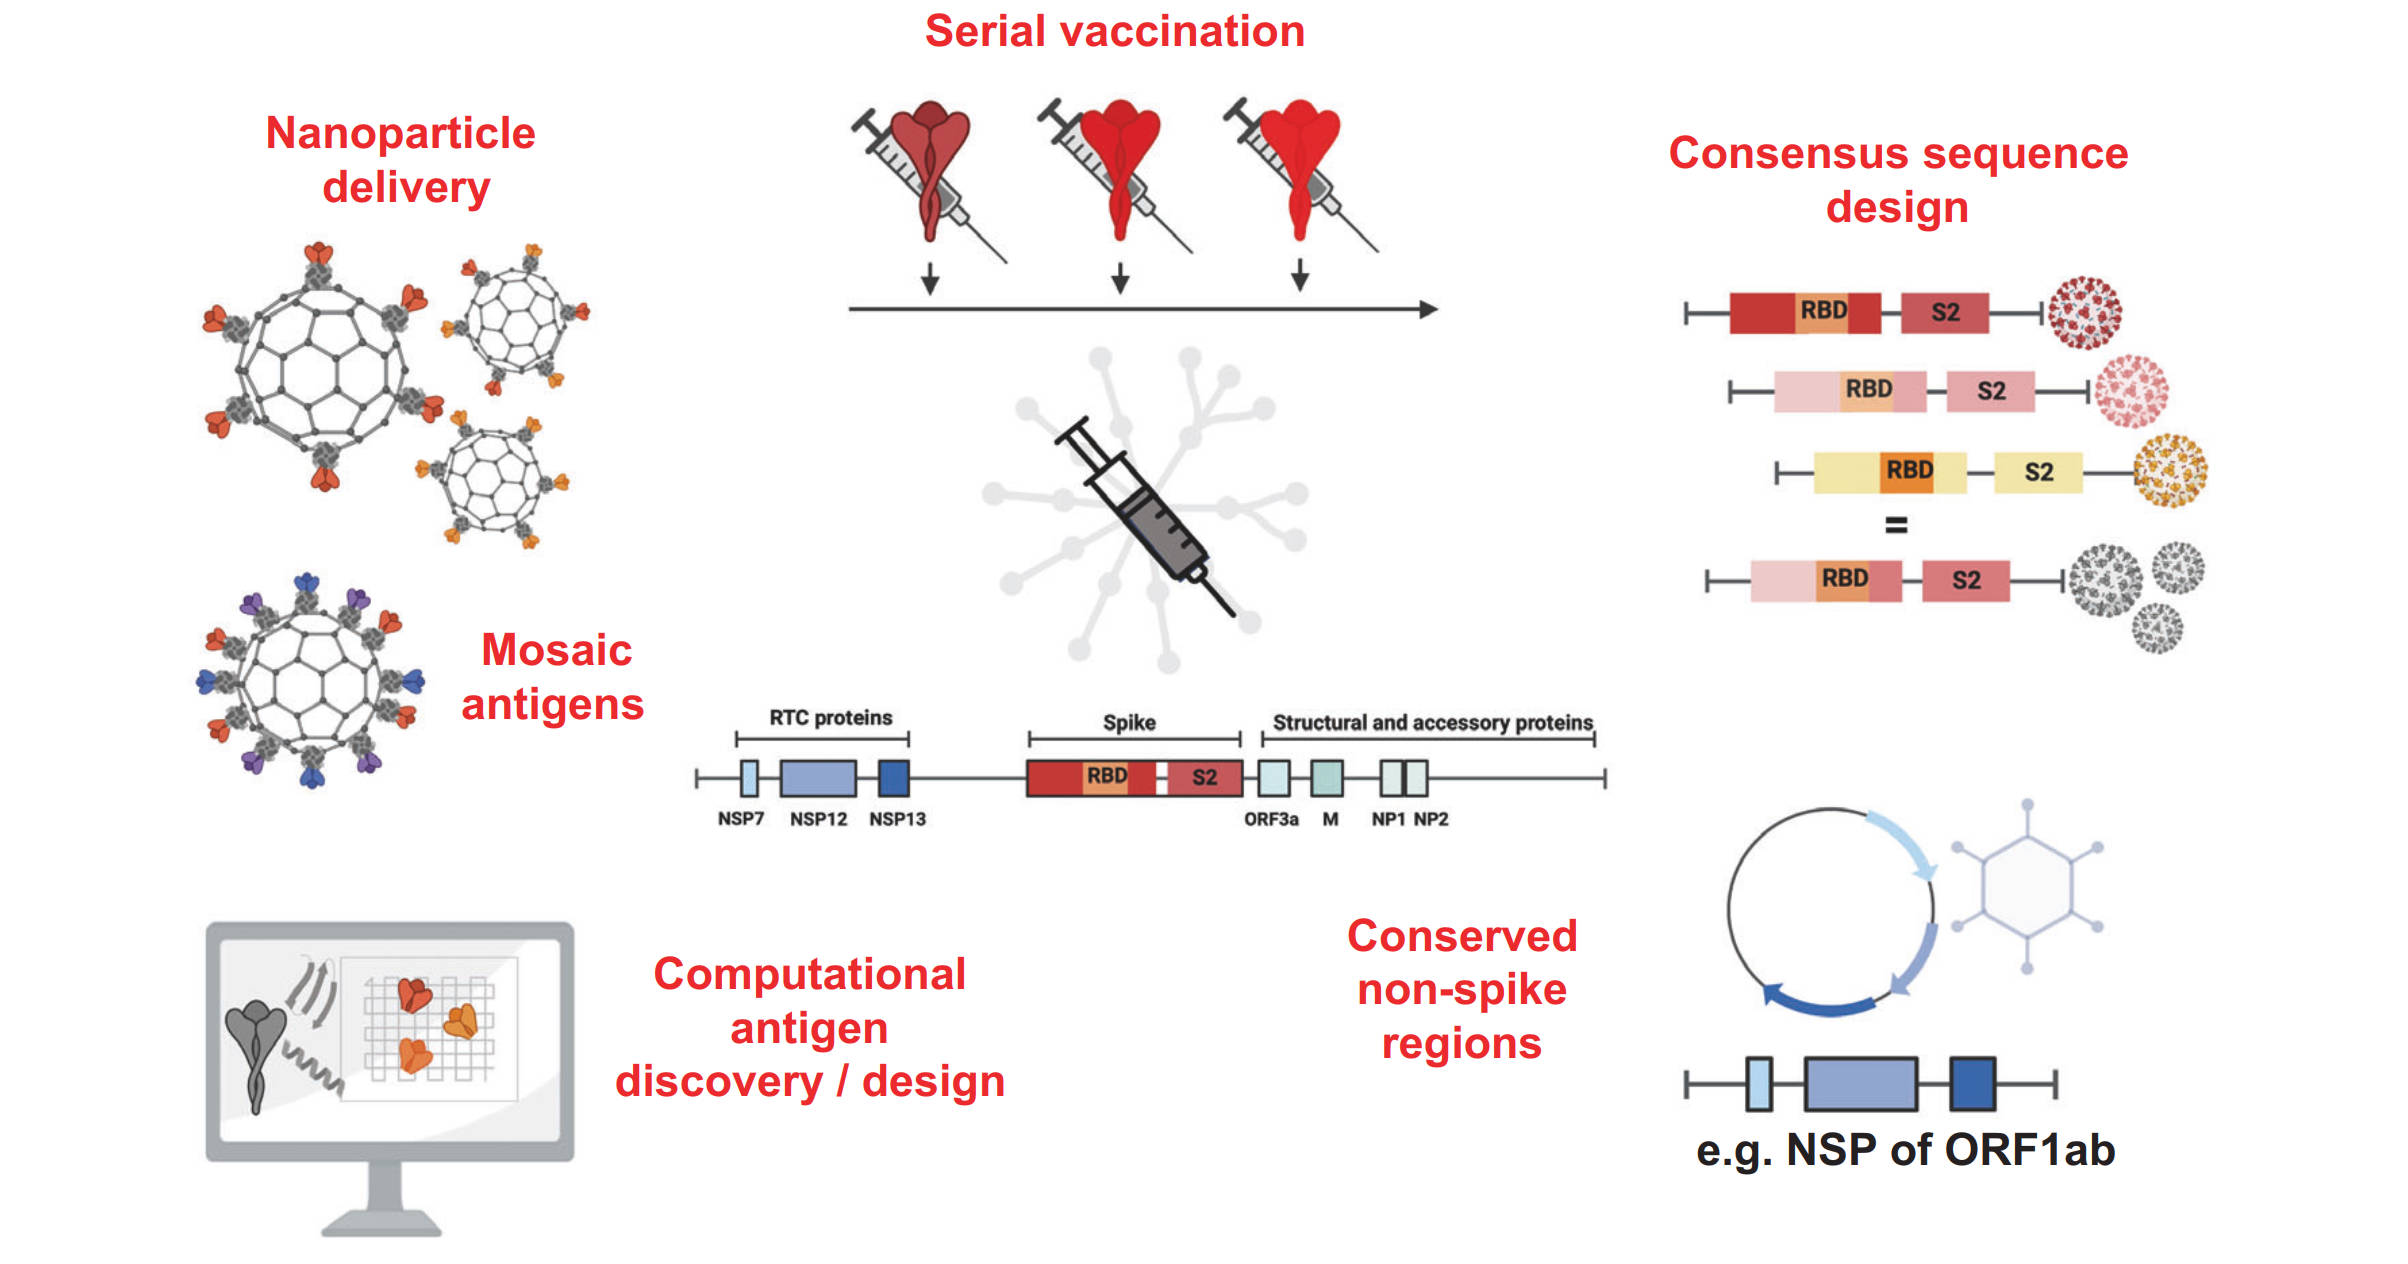 Serial vaccination
Nanoparticle
delivery
Consensus sequence
design
RBD S2
RBD S2
RBD S2
=
RBD S2
Mosaic
antigens
RTC proteins
Spike
Structural and accessory proteins
RBD S2
NSP7 NSP12 NSP13
ORF3a M NP1 NP2
Computational
antigen
discovery / design
Conserved
non-spike
regions
e.g. NSP of ORF1ab